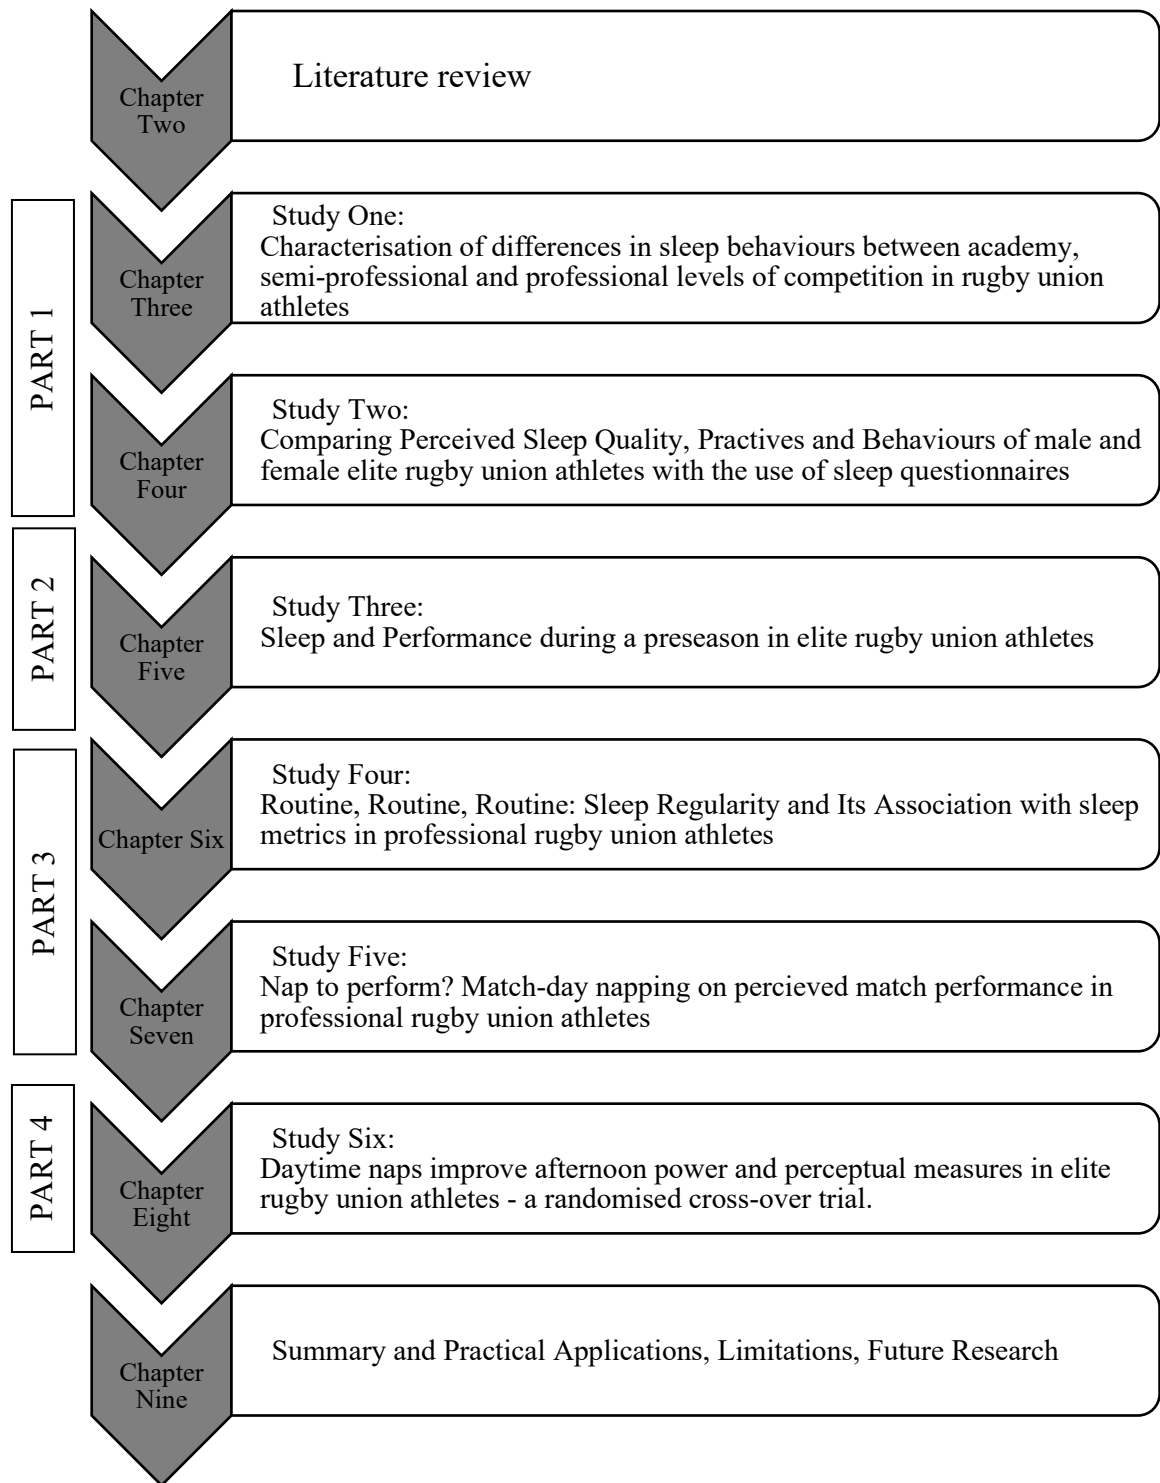 Chapter
Two
Literature review
PART 1
Chapter
Three
Study One:
Characterisation of differences in sleep behaviours between academy,
semi-professional and professional levels of competition in rugby union
athletes
Chapter
Four
Study Two:
Comparing Perceived Sleep Quality, Practives and Behaviours of male and
female elite rugby union athletes with the use of sleep questionnaires
PART 2
Chapter
Five
Study Three:
Sleep and Performance during a preseason in elite rugby union athletes
PART 3
Chapter Six
Study Four:
Routine, Routine, Routine: Sleep Regularity and Its Association with sleep
metrics in professional rugby union athletes
Chapter
Seven
Study Five:
Nap to perform? Match-day napping on percieved match performance in
professional rugby union athletes
PART 4
Chapter
Eight
Study Six:
Daytime naps improve afternoon power and perceptual measures in elite
rugby union athletes - a randomised cross-over trial.
Chapter
Nine
Summary and Practical Applications, Limitations, Future Research